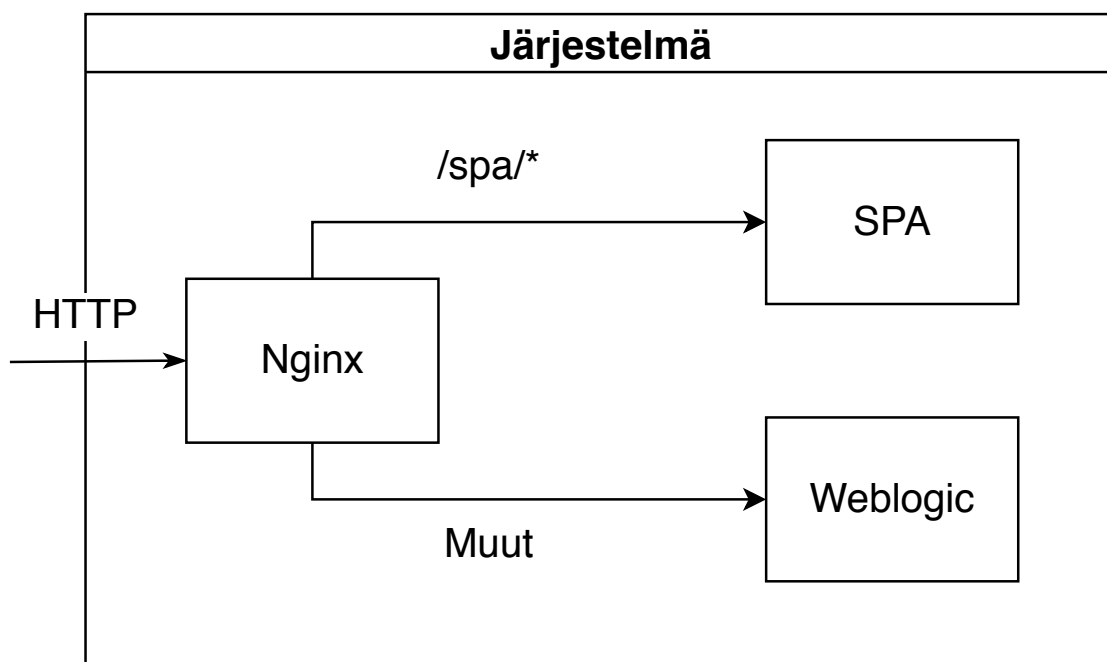 Järjestelmä
/spa/*
SPA
HTTP
Nginx
Weblogic
Muut